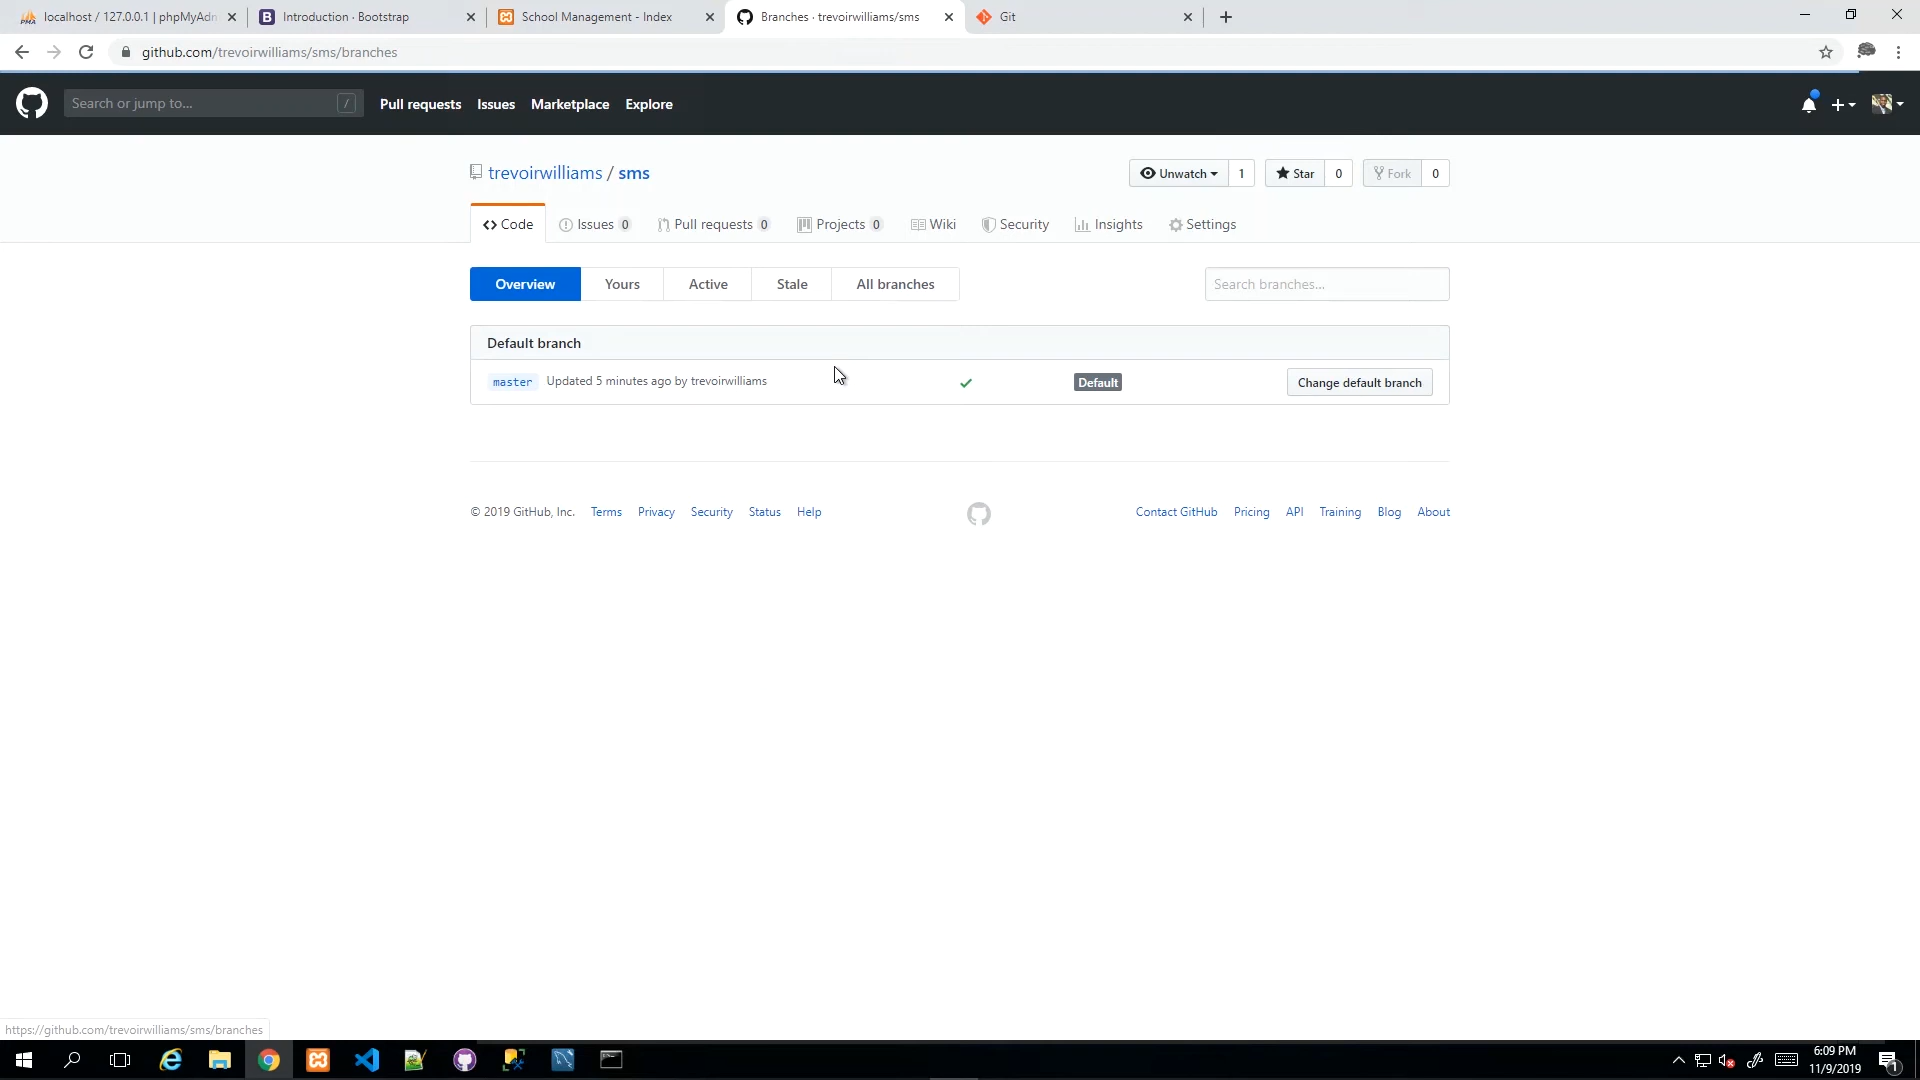 localhost / 127.0.0.1 | phpMyAdn
Introduction · Bootstrap
School Management - Index
Branches · trevoirwilliams/sms
Git
github.com/trevoirwilliams/sms/branches
Search or jump to...
/
Pull requests
Issues
Marketplace
Explore
trevoirwilliams / sms
Unwatch
1
Star
0
Fork
0
Code
Issues 0
Pull requests 0
Projects 0
Wiki
Security
Insights
Settings
Overview
Yours
Active
Stale
All branches
Search branches...
Default branch
master Updated 5 minutes ago by trevoirwilliams
Default
Change default branch
© 2019 GitHub, Inc.
Terms
Privacy
Security
Status
Help
Contact GitHub
Pricing
API
Training
Blog
About
https://github.com/trevoirwilliams/sms/branches
6:09 PM
11/9/2019
1